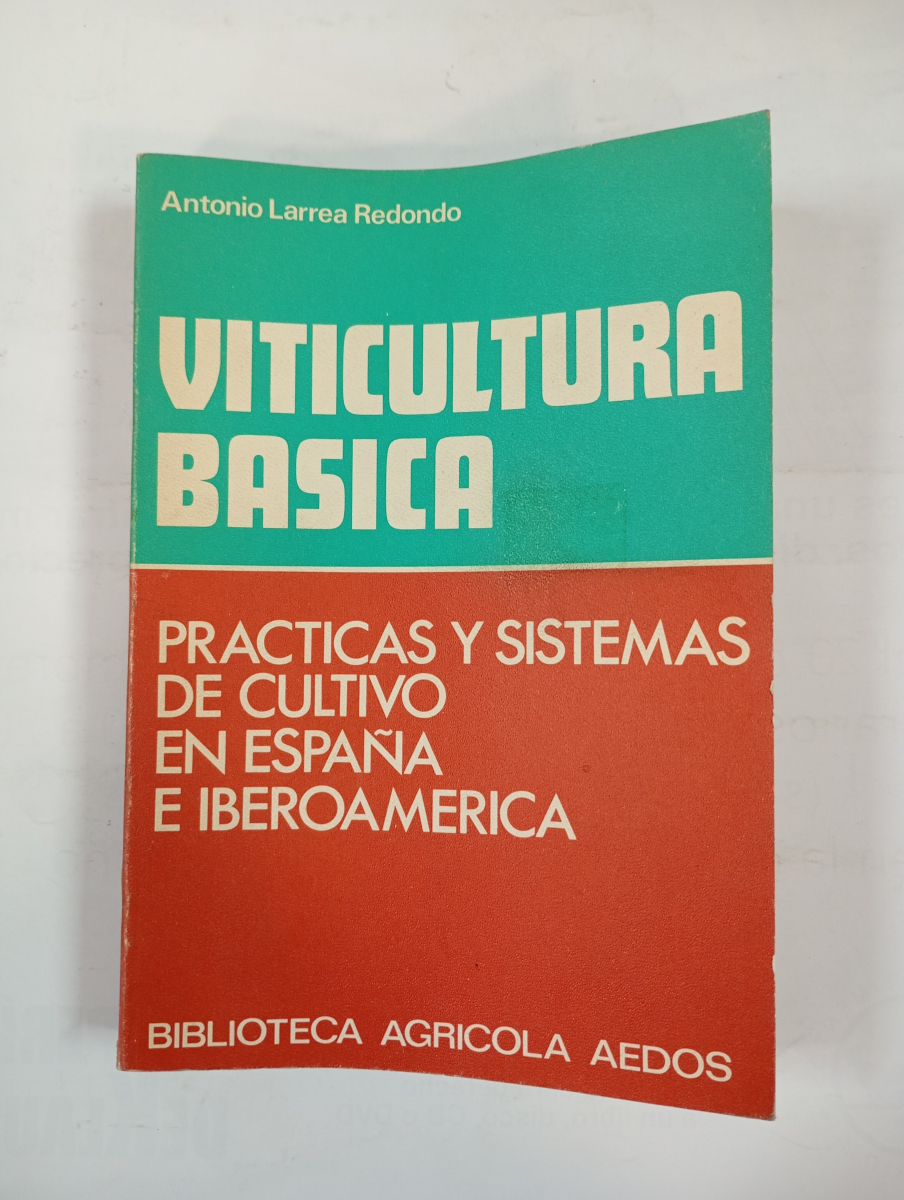 Antonio Larrea Redondo
VITICULTURA
BASICA
PRACTICAS Y SISTEMAS
DE CULTIVO
EN ESPAÑA
E IBEROAMERICA
BIBLIOTECA AGRICOLA AEDOS